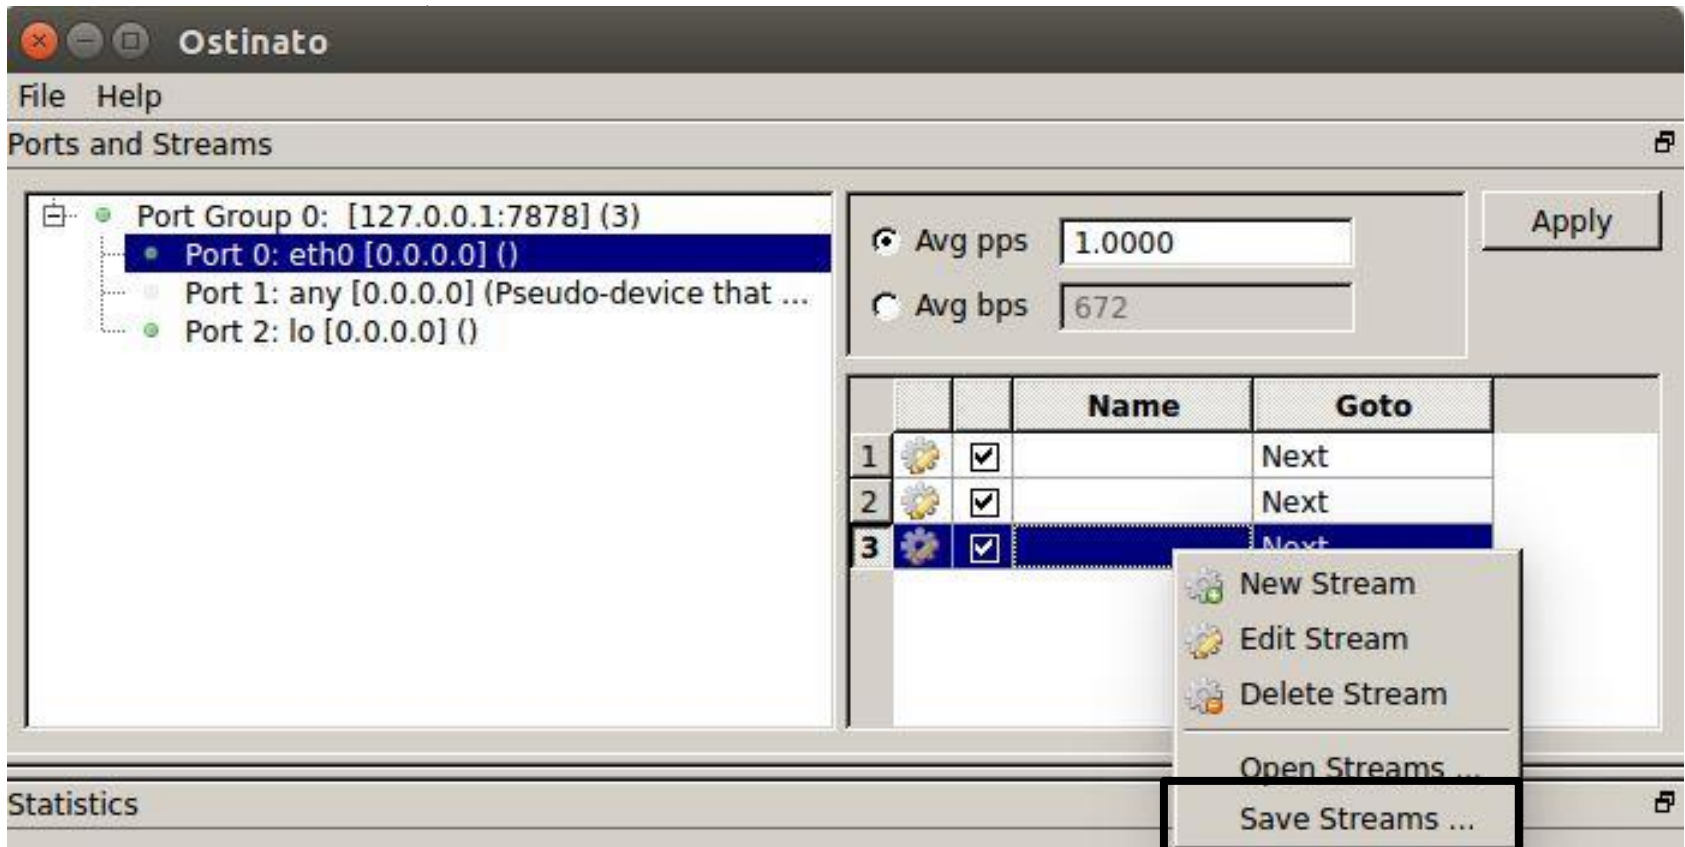 Ostinato
File Help
Ports and Streams
Port Group 0: [127.0.0.1:7878] (3)
Port 0: eth0 [0.0.0.0] ()
Port 1: any [0.0.0.0] (Pseudo-device that ...
Port 2: lo [0.0.0.0] ()
Avg pps 1.0000
Avg bps 672
Apply
Name Goto
1 Next
2 Next
3 Next
New Stream
Edit Stream
Delete Stream
Open Streams ...
Save Streams ...
Statistics